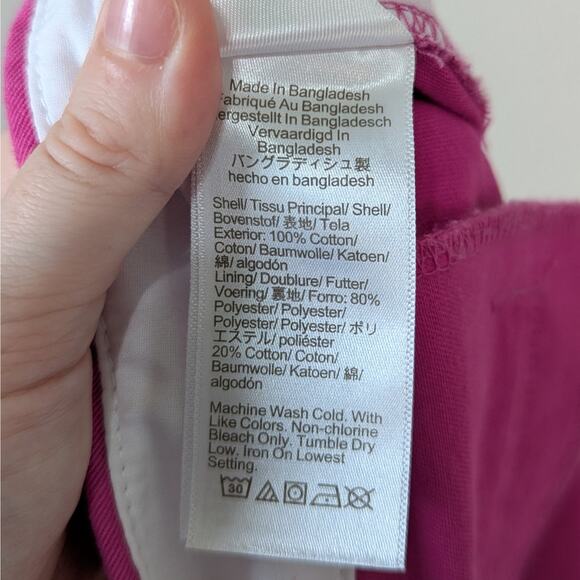 Made In Bangladesh
Fabriqué Au Bangladesh
ergestellt In Bangladesch
Vervaardigd In
Bangladesh
バングラディシュ製
hecho en bangladesh
Shell/ Tissu Principal/ Shell/
Bovenstof/ 表地/ Tela
Exterior: 100% Cotton/
Coton/ Baumwolle/ Katoen/
綿/ algodón
Lining/ Doublure/ Futter/
Voering/ 裏地/ Forro: 80%
Polyester/ Polyester/
Polyester/ Polyester/ ポリ
エステル/ poliéster
20% Cotton/ Coton/
Baumwolle/ Katoen/ 綿/
algodón
Machine Wash Cold. With
Like Colors. Non-chlorine
Bleach Only. Tumble Dry
Low. Iron On Lowest
Setting.
30